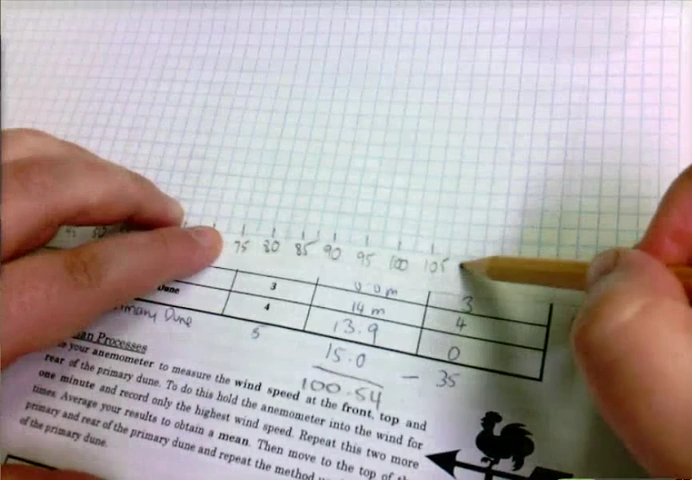 75 80 85 90 95 100 105
Dune 3 0.0m 3
4 14m 4
Primary Dune 5 13.9 0
15.0 - 35
100.54
Processes
your anemometer to measure the wind speed at the front, top and
rear of the primary dune. To do this hold the anemometer into the wind for
one minute and record only the highest wind speed. Repeat this two more
times. Average your results to obtain a mean. Then move to the top of
primary and rear of the primary dune and repeat the method
of the primary dune.